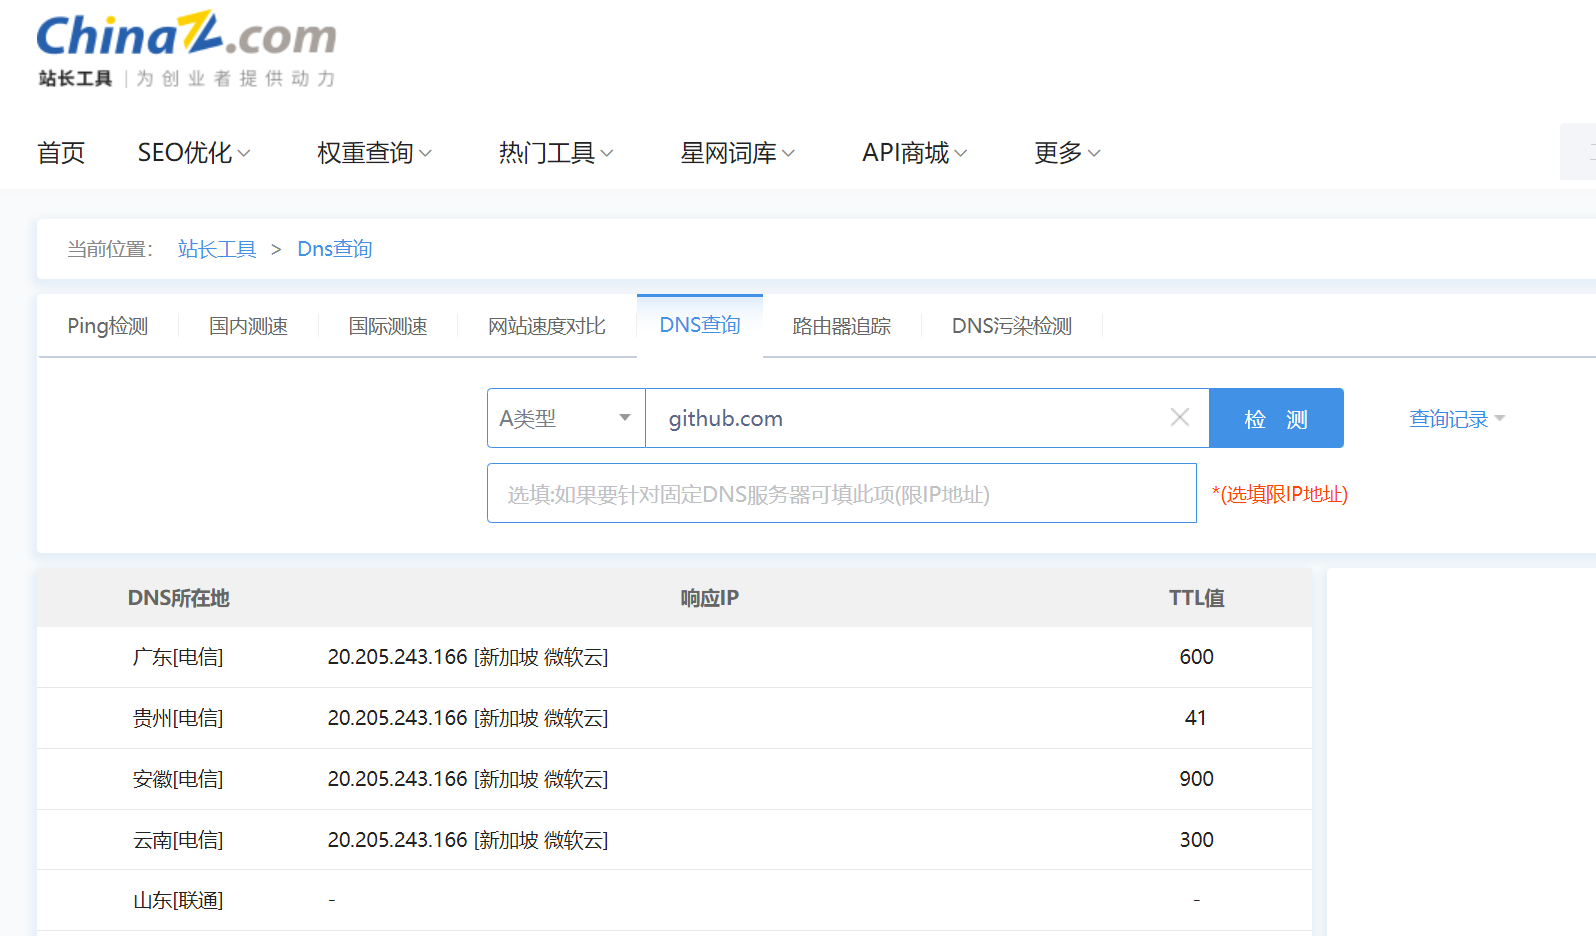 ChinaZ.com
站长工具 | 为创业者提供动力
首页 SEO优化 权重查询 热门工具 星网词库 API商城 更多
当前位置： 站长工具 > Dns查询
Ping检测 国内测速 国际测速 网站速度对比 DNS查询 路由器追踪 DNS污染检测
A类型 github.com 检 测 查询记录
选填:如果要针对固定DNS服务器可填此项(限IP地址) *(选填限IP地址)
DNS所在地 响应IP TTL值
广东[电信] 20.205.243.166 [新加坡 微软云] 600
贵州[电信] 20.205.243.166 [新加坡 微软云] 41
安徽[电信] 20.205.243.166 [新加坡 微软云] 900
云南[电信] 20.205.243.166 [新加坡 微软云] 300
山东[联通] - -